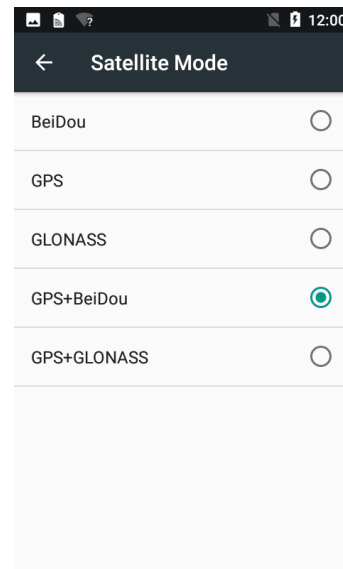 12:00
Satellite Mode
BeiDou
GPS
GLONASS
GPS+BeiDou
GPS+GLONASS